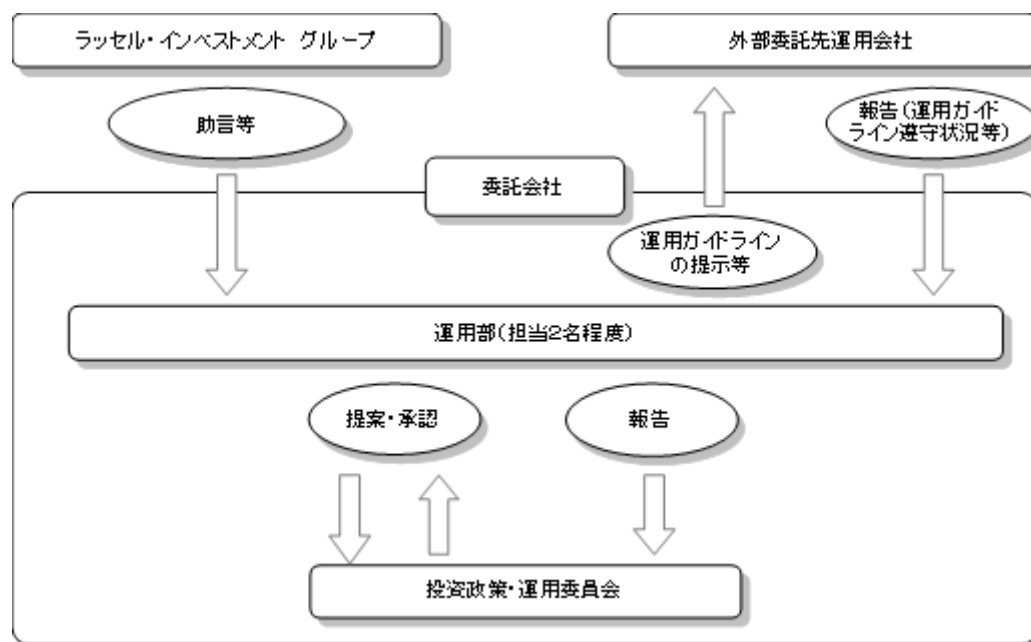 ラッセル・インベストメント グループ
外部委託先運用会社
助言等
報告(運用ガイド
ライン遵守状況等)
委託会社
運用ガイドライン
の提示等
運用部(担当2名程度)
提案・承認
報告
投資政策・運用委員会